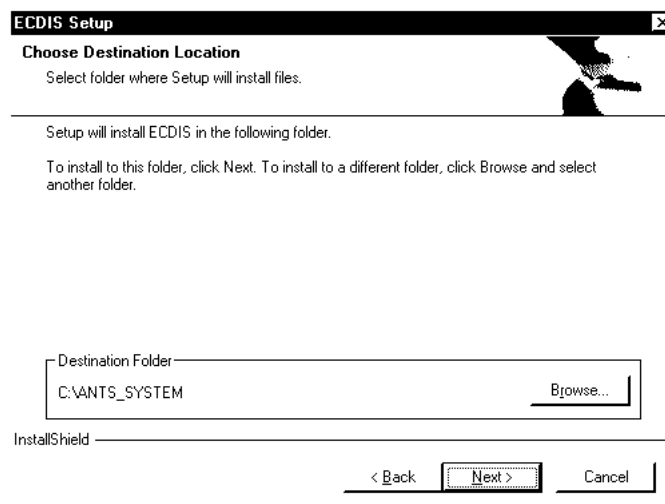 ECDIS Setup
Choose Destination Location
Select folder where Setup will install files.
Setup will install ECDIS in the following folder.
To install to this folder, click Next. To install to a different folder, click Browse and select
another folder.
Destination Folder
C:\ANTS_SYSTEM
Browse...
InstallShield
< Back
Next >
Cancel